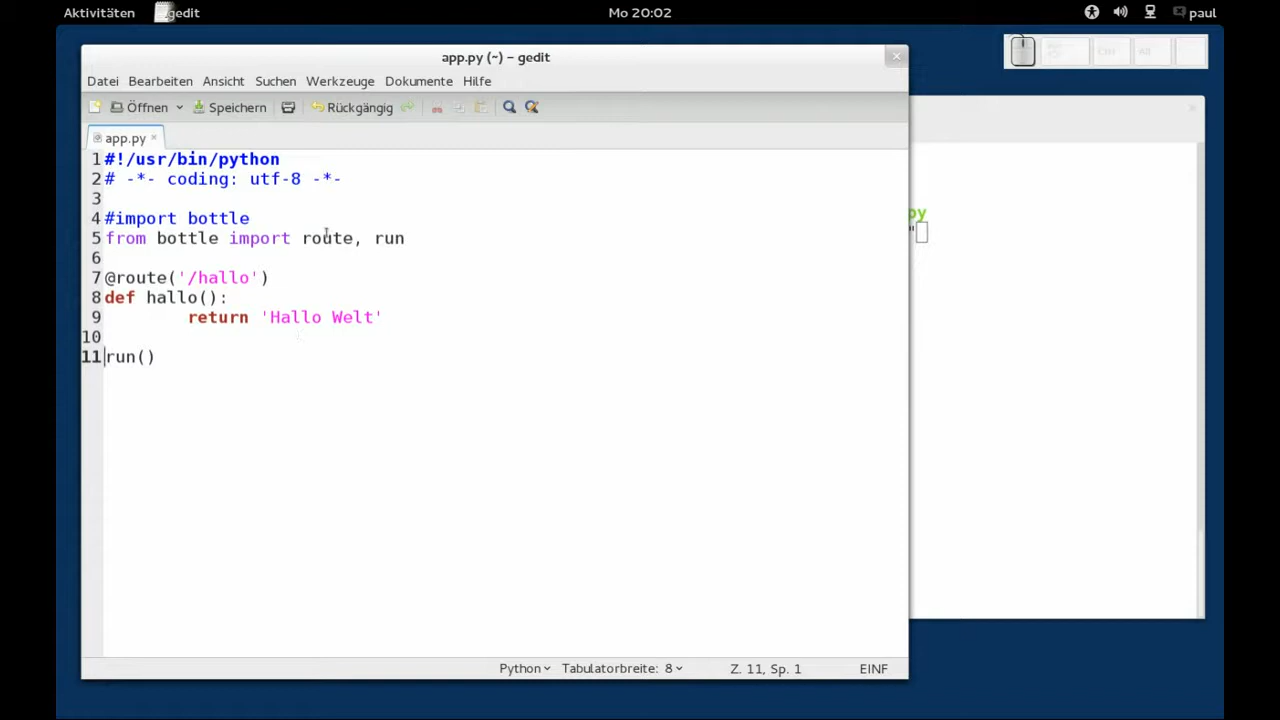 Aktivitäten gedit Mo 20:02 paul
app.py (~) – gedit
Datei Bearbeiten Ansicht Suchen Werkzeuge Dokumente Hilfe
Öffnen Speichern Rückgängig
app.py
1 #!/usr/bin/python
2 # -*- coding: utf-8 -*-
3
4 #import bottle
5 from bottle import route, run
6
7 @route('/hallo')
8 def hallo():
9 return 'Hallo Welt'
10
11 run()
py
"
Python Tabulatorbreite: 8 Z. 11, Sp. 1 EINF